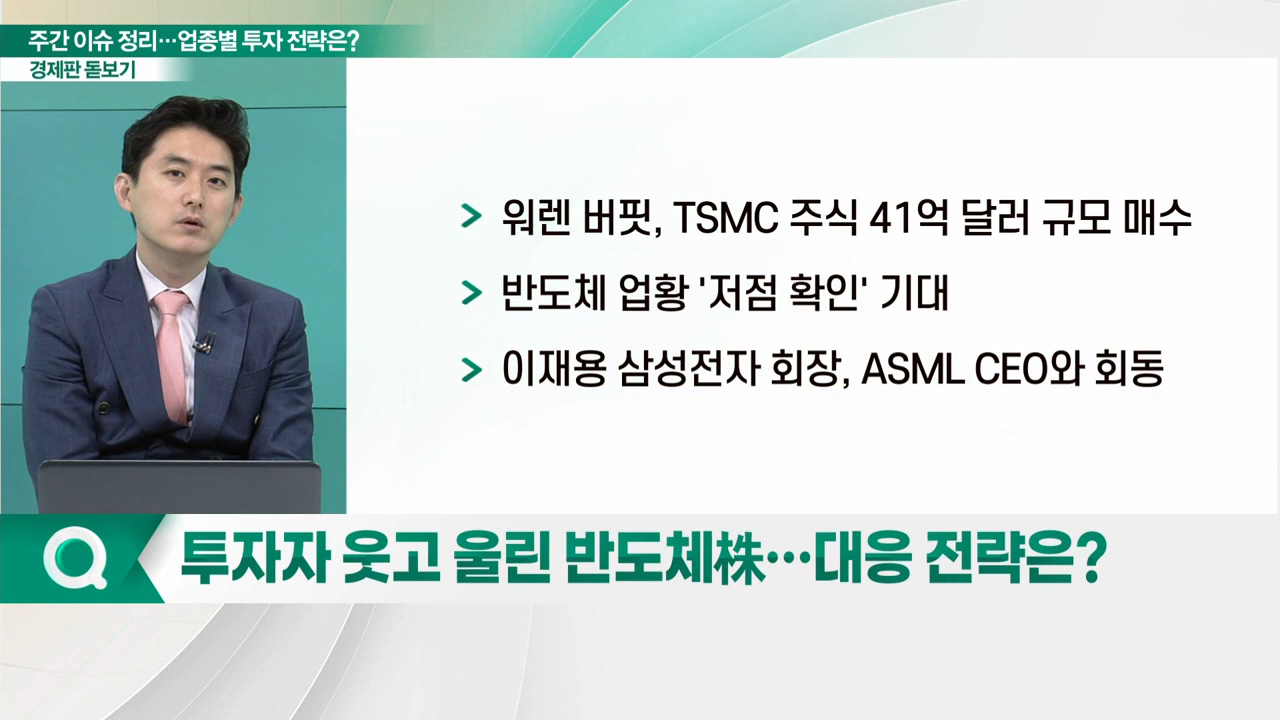 주간 이슈 정리…업종별 투자 전략은?
경제판 돋보기
> 워렌 버핏, TSMC 주식 41억 달러 규모 매수
> 반도체 업황 '저점 확인' 기대
> 이재용 삼성전자 회장, ASML CEO와 회동
투자자 웃고 울린 반도체株…대응 전략은?